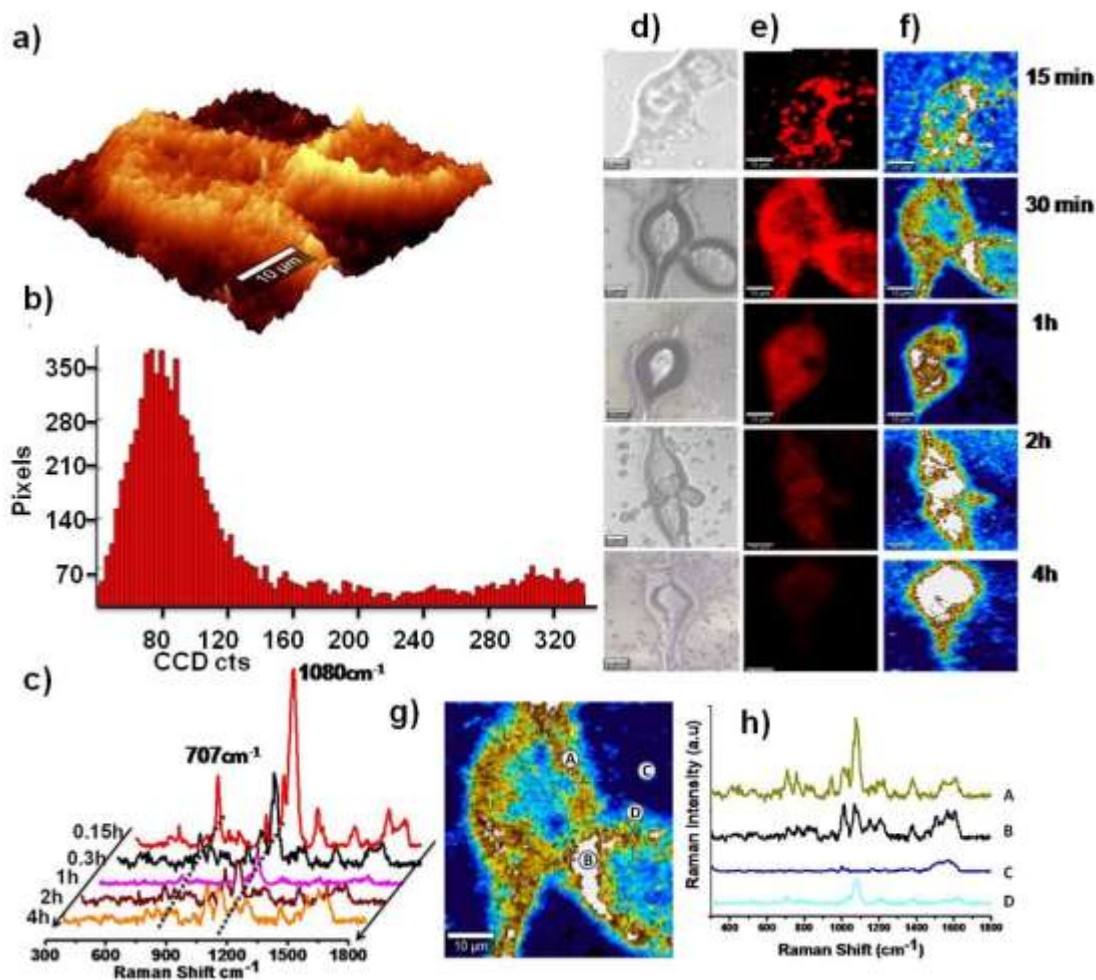 a)
10 µm
b)
Pixels
350
280
210
140
70
80 120 160 200 240 280 320
CCD cts
c)
1080cm-1
707cm-1
0.15h
0.3h
1h
2h
4h
300 600 900 1200 1500 1800
Raman Shift cm-1
d) e) f)
15 min
30 min
1h
2h
4h
g)
A
C
D
B
10 µm
h)
Raman Intensity (a.u)
A
B
C
D
400 600 800 1000 1200 1400 1600 1800
Raman Shift (cm-1)